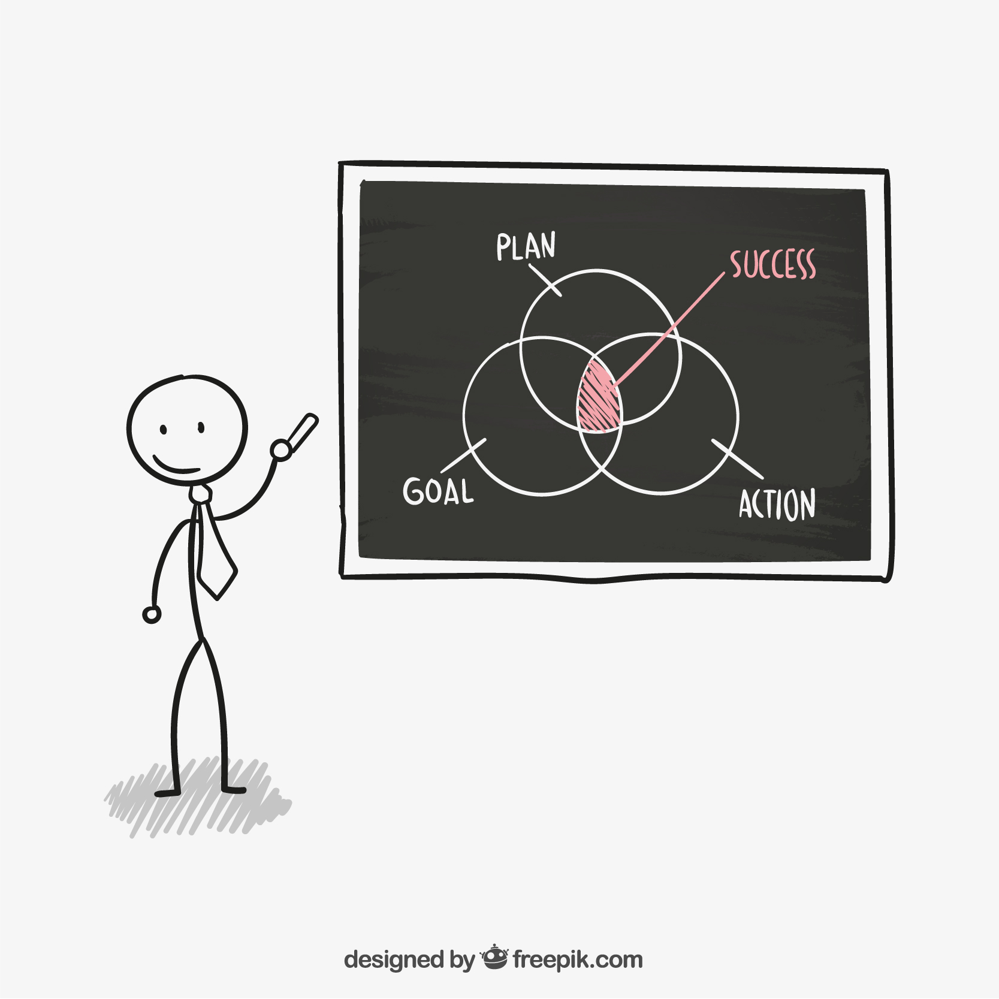 PLAN
SUCCESS
GOAL
ACTION
designed by freepik.com